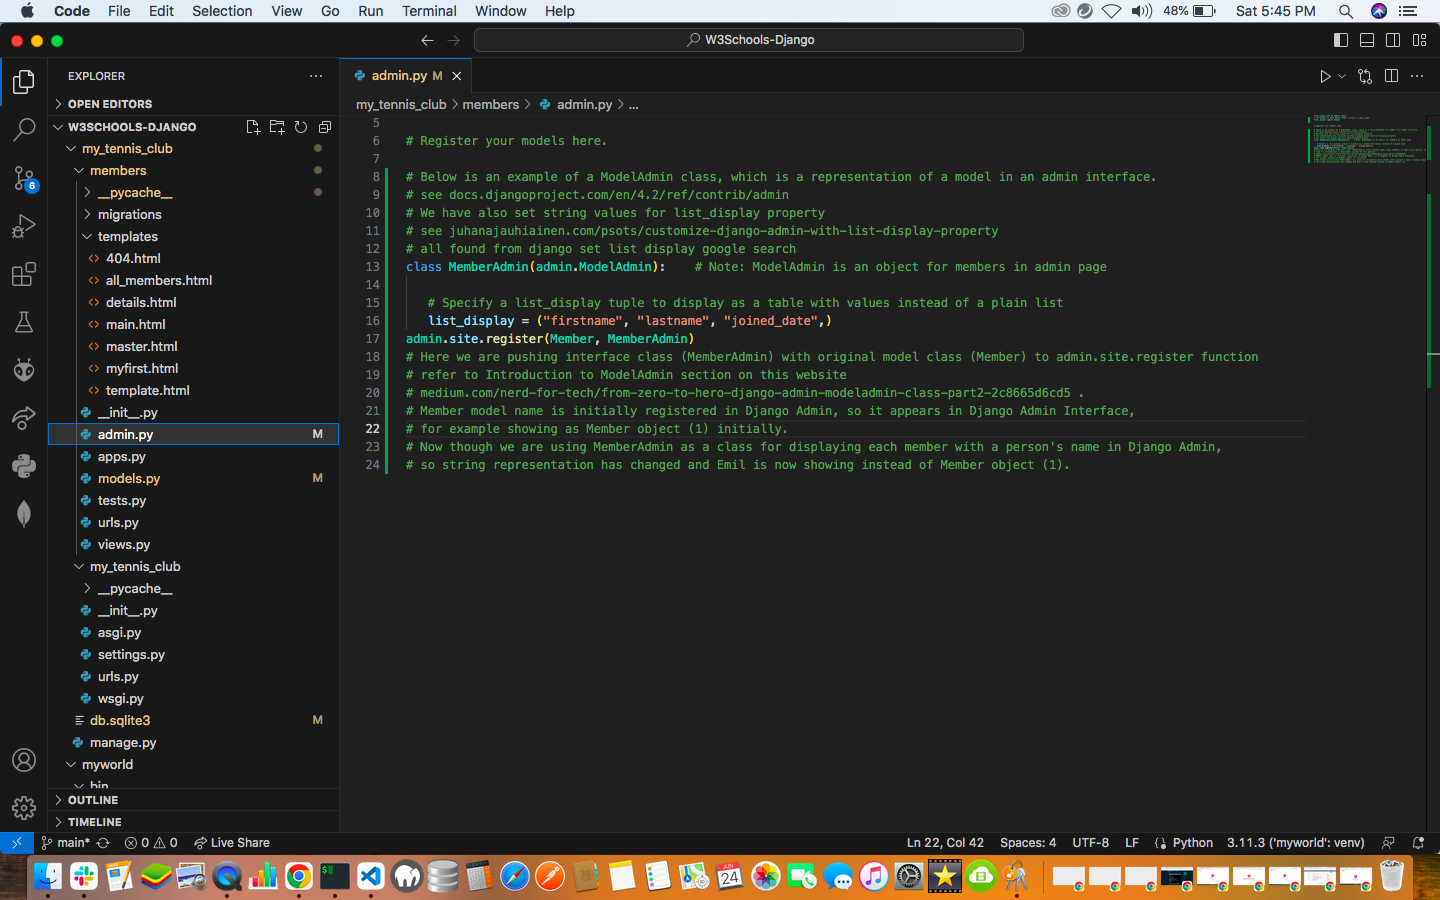 Code File Edit Selection View Go Run Terminal Window Help
48% Sat 5:45 PM
W3Schools-Django
EXPLORER
OPEN EDITORS
W3SCHOOLS-DJANGO
my_tennis_club
members
__pycache__
migrations
templates
404.html
all_members.html
details.html
main.html
master.html
myfirst.html
template.html
__init__.py
admin.py M
apps.py
models.py M
tests.py
urls.py
views.py
my_tennis_club
__pycache__
__init__.py
asgi.py
settings.py
urls.py
wsgi.py
db.sqlite3 M
manage.py
myworld
bin
OUTLINE
TIMELINE
6
admin.py M
my_tennis_club > members > admin.py > ...
5
6 # Register your models here.
7
8 # Below is an example of a ModelAdmin class, which is a representation of a model in an admin interface.
9 # see docs.djangoproject.com/en/4.2/ref/contrib/admin
10 # We have also set string values for list_display property
11 # see juhanajauhiainen.com/psots/customize-django-admin-with-list-display-property
12 # all found from django set list display google search
13 class MemberAdmin(admin.ModelAdmin): # Note: ModelAdmin is an object for members in admin page
14
15 # Specify a list_display tuple to display as a table with values instead of a plain list
16 list_display = ("firstname", "lastname", "joined_date",)
17 admin.site.register(Member, MemberAdmin)
18 # Here we are pushing interface class (MemberAdmin) with original model class (Member) to admin.site.register function
19 # refer to Introduction to ModelAdmin section on this website
20 # medium.com/nerd-for-tech/from-zero-to-hero-django-admin-modeladmin-class-part2-2c8665d6cd5 .
21 # Member model name is initially registered in Django Admin, so it appears in Django Admin Interface,
22 # for example showing as Member object (1) initially.
23 # Now though we are using MemberAdmin as a class for displaying each member with a person's name in Django Admin,
24 # so string representation has changed and Emil is now showing instead of Member object (1).
main* 0 0 Live Share
Ln 22, Col 42 Spaces: 4 UTF-8 LF Python 3.11.3 ('myworld': venv)
JUN
24